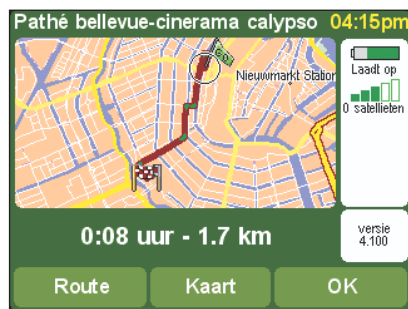 Pathé bellevue-cinerama calypso 04:15pm
GO
Nieuwmarkt Station
Laadt op
0 satellieten
0:08 uur - 1.7 km
versie
4.100
Route Kaart OK